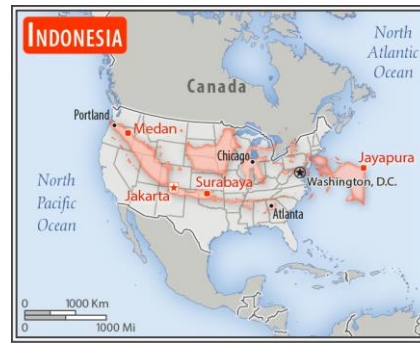 INDONESIA
North
Atlantic
Ocean
Canada
Portland
Medan
Chicago
Jayapura
Washington, D.C.
Jakarta
Surabaya
Atlanta
North
Pacific
Ocean
0 1000 Km
0 1000 Mi